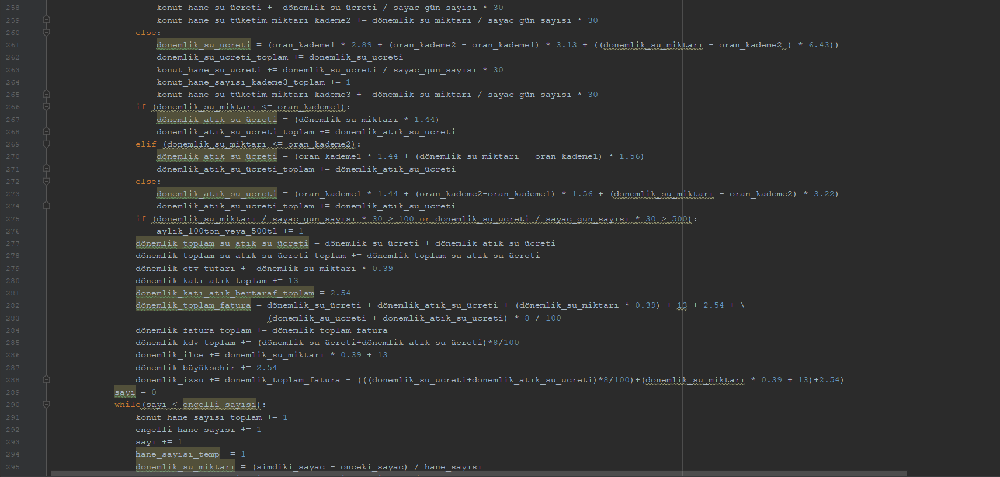 258 konut_hane_su_ücreti += dönemlik_su_ücreti / sayac_gün_sayısı * 30
259 konut_hane_su_tüketim_miktarı_kademe2 += dönemlik_su_miktarı / sayac_gün_sayısı * 30
260 else:
261 dönemlik_su_ücreti = (oran_kademe1 * 2.89 + (oran_kademe2 - oran_kademe1) * 3.13 + ((dönemlik_su_miktarı - oran_kademe2 ) * 6.43))
262 dönemlik_su_ücreti_toplam += dönemlik_su_ücreti
263 konut_hane_su_ücreti += dönemlik_su_ücreti / sayac_gün_sayısı * 30
264 konut_hane_sayısı_kademe3_toplam += 1
265 konut_hane_su_tüketim_miktarı_kademe3 += dönemlik_su_miktarı / sayac_gün_sayısı * 30
266 if (dönemlik_su_miktarı <= oran_kademe1):
267 dönemlik_atık_su_ücreti = (dönemlik_su_miktarı * 1.44)
268 dönemlik_atık_su_ücreti_toplam += dönemlik_atık_su_ücreti
269 elif (dönemlik_su_miktarı <= oran_kademe2):
270 dönemlik_atık_su_ücreti = (oran_kademe1 * 1.44 + (dönemlik_su_miktarı - oran_kademe1) * 1.56)
271 dönemlik_atık_su_ücreti_toplam += dönemlik_atık_su_ücreti
272 else:
273 dönemlik_atık_su_ücreti = (oran_kademe1 * 1.44 + (oran_kademe2-oran_kademe1) * 1.56 + (dönemlik_su_miktarı - oran_kademe2) * 3.22)
274 dönemlik_atık_su_ücreti_toplam += dönemlik_atık_su_ücreti
275 if (dönemlik_su_miktarı / sayac_gün_sayısı * 30 > 100 or dönemlik_su_ücreti / sayac_gün_sayısı * 30 > 500):
276 aylık_100ton_veya_500tl += 1
277 dönemlik_toplam_su_atık_su_ücreti = dönemlik_su_ücreti + dönemlik_atık_su_ücreti
278 dönemlik_toplam_su_atık_su_ücreti_toplam += dönemlik_toplam_su_atık_su_ücreti
279 dönemlik_ctv_tutarı += dönemlik_su_miktarı * 0.39
280 dönemlik_katı_atık_toplam += 13
281 dönemlik_katı_atık_bertaraf_toplam = 2.54
282 dönemlik_toplam_fatura = dönemlik_su_ücreti + dönemlik_atık_su_ücreti + (dönemlik_su_miktarı * 0.39) + 13 + 2.54 + \
283 (dönemlik_su_ücreti + dönemlik_atık_su_ücreti) * 8 / 100
284 dönemlik_fatura_toplam += dönemlik_toplam_fatura
285 dönemlik_kdv_toplam += (dönemlik_su_ücreti+dönemlik_atık_su_ücreti)*8/100
286 dönemlik_ilce += dönemlik_su_miktarı * 0.39 + 13
287 dönemlik_büyüksehir += 2.54
288 dönemlik_izsu += dönemlik_toplam_fatura - (((dönemlik_su_ücreti+dönemlik_atık_su_ücreti)*8/100)+(dönemlik_su_miktarı * 0.39 + 13)+2.54)
289 sayı = 0
290 while(sayı < engelli_sayısı):
291 konut_hane_sayısı_toplam += 1
292 engelli_hane_sayısı += 1
293 sayı += 1
294 hane_sayısı_temp -= 1
295 dönemlik_su_miktarı = (simdiki_sayac - önceki_sayac) / hane_sayısı